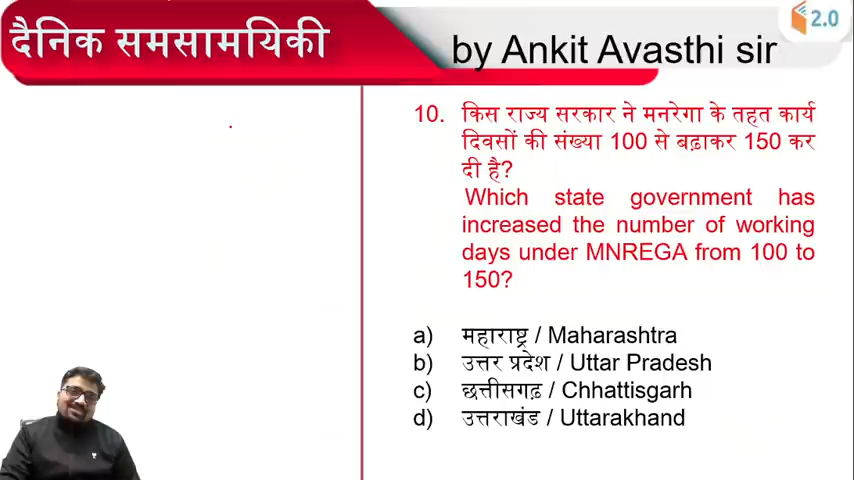 दैनिक समसामयिकी
by Ankit Avasthi sir
2.0
10. किस राज्य सरकार ने मनरेगा के तहत कार्य
दिवसों की संख्या 100 से बढ़ाकर 150 कर
दी है?
Which state government has
increased the number of working
days under MNREGA from 100 to
150?
a) महाराष्ट्र / Maharashtra
b) उत्तर प्रदेश / Uttar Pradesh
c) छत्तीसगढ़ / Chhattisgarh
d) उत्तराखंड / Uttarakhand